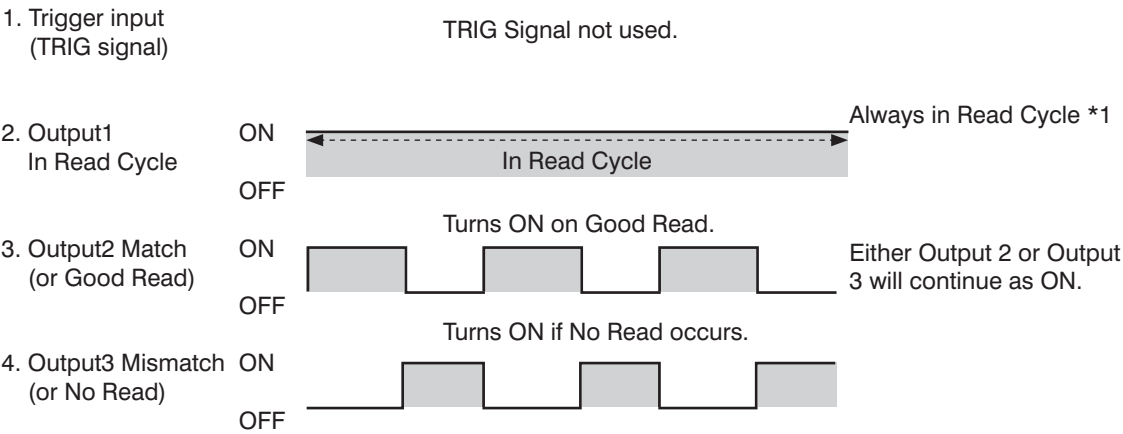 1. Trigger input
(TRIG signal)
TRIG Signal not used.
Always in Read Cycle *1
2. Output1
In Read Cycle
ON
In Read Cycle
OFF
Turns ON on Good Read.
3. Output2 Match
(or Good Read)
ON
OFF
Either Output 2 or Output
3 will continue as ON.
Turns ON if No Read occurs.
4. Output3 Mismatch
(or No Read)
ON
OFF